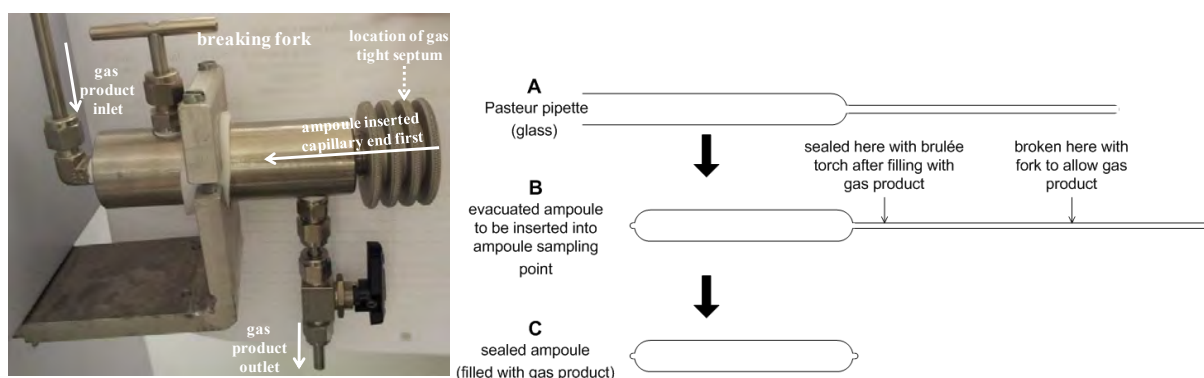 breaking fork
location of gas
tight septum
gas
product
inlet
ampoule inserted
capillary end first
gas
product
outlet
A
Pasteur pipette
(glass)
sealed here with brulée
torch after filling with
gas product
broken here with
fork to allow gas
product
B
evacuated ampoule
to be inserted into
ampoule sampling
point
C
sealed ampoule
(filled with gas product)